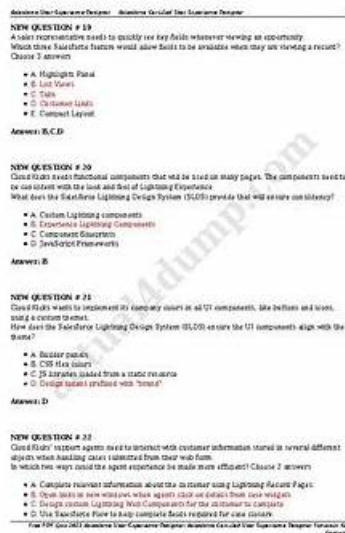 Salesforce User Experience Designer Salesforce Certified User Experience Designer
NEW QUESTION # 19
A sales representative needs to quickly see key fields whenever viewing an opportunity.
Which three Salesforce feature would allow fields to be available when they are viewing a record?
Choose 3 answers
A. Highlights Panel
B. List Views
C. Tabs
D. Customer Links
E. Compact Layout
Answer: B,C,D
NEW QUESTION # 20
Cloud Kicks needs functional components that will be used on many pages. The components need to
be consistent with the look and feel of Lightning Experience
What does the Salesforce Lightning Design System (SLDS) provide that will ensure consistency?
A. Custom Lightning components
B. Experience Lightning Components
C. Component Blueprints
D. JavaScript Frameworks
Answer: B
NEW QUESTION # 21
Cloud Kicks wants to implement its company colors in all UI components, like buttons and icons,
using a custom theme.
How does the Salesforce Lightning Design System (SLDS) ensure the UI components align with the
theme?
A. Builder panels
B. CSS Hex colors
C. JS libraries loaded from a static resource
D. Design tokens prefixed with "brand"
Answer: D
NEW QUESTION # 22
Cloud Kicks' support agents need to interact with customer information stored in several different
objects when handling cases submitted from their web form
In which two ways could the agent experience be made more efficient? Choose 2 answers
A. Complete relevant information about the customer using Lightning Record Pages
B. Open links in new windows when agents click on details from case widgets
C. Design custom Lightning Web Components for the customer to complete
D. Use Salesforce Flow to help complete fields required for case closure